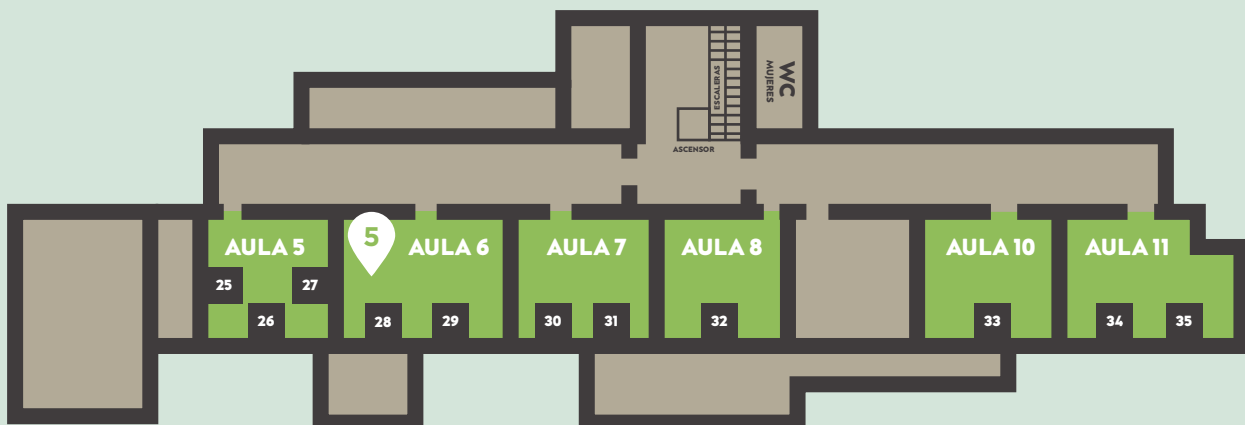 WC
MUJERES
ESCALERAS
ASCENSOR
AULA 5
5
AULA 6
AULA 7
AULA 8
AULA 10
AULA 11
25
27
26
28
29
30
31
32
33
34
35